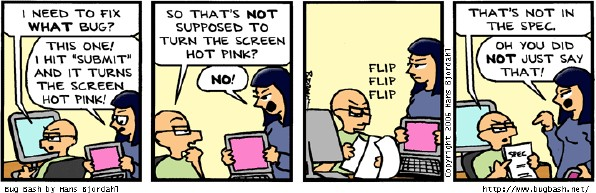 I NEED TO FIX
WHAT BUG?
THIS ONE!
I HIT "SUBMIT"
AND IT TURNS
THE SCREEN
HOT PINK!
SO THAT'S NOT
SUPPOSED TO
TURN THE SCREEN
HOT PINK?
NO!
FLIP
FLIP
FLIP
Copyright 2006 Hans Bjordahl
THAT'S NOT IN
THE SPEC.
OH YOU DID
NOT JUST SAY
THAT!
SPEC
Bug Bash by Hans Bjordahl
http://www.bugbash.net/